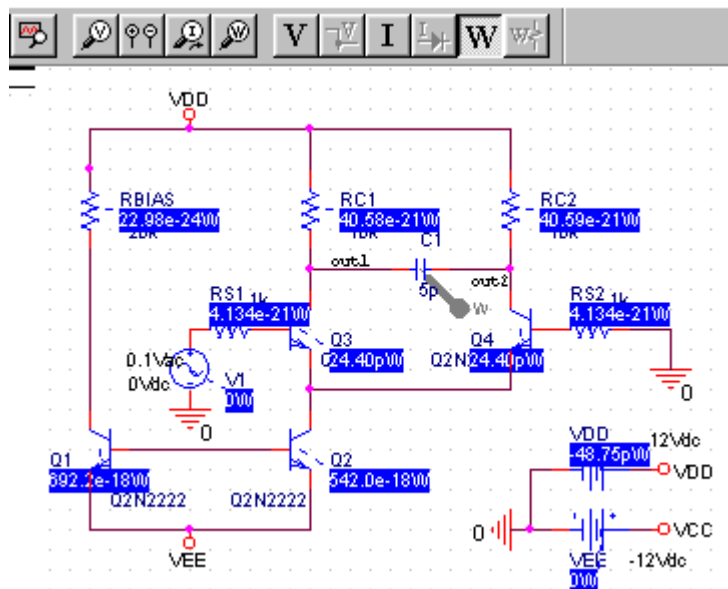 V I W W
VDD
RBIAS
22.98e-24W
20k
RC1
40.58e-21W
10k
RC2
40.59e-21W
10k
C1
out1
out2
5p
W
RS1 1k
4.134e-21W
RS2 1k
4.134e-21W
Q3
24.40pW
Q4
Q2N 24.40pW
0.1Vac
0Vdc
V1
0W
0
0
Q1
692.2e-18W
Q2N2222
Q2
542.0e-18W
Q2N2222
VEE
VDD
12Vdc
-48.75pW
VDD
0
VCC
VEE
-12Vdc
0W